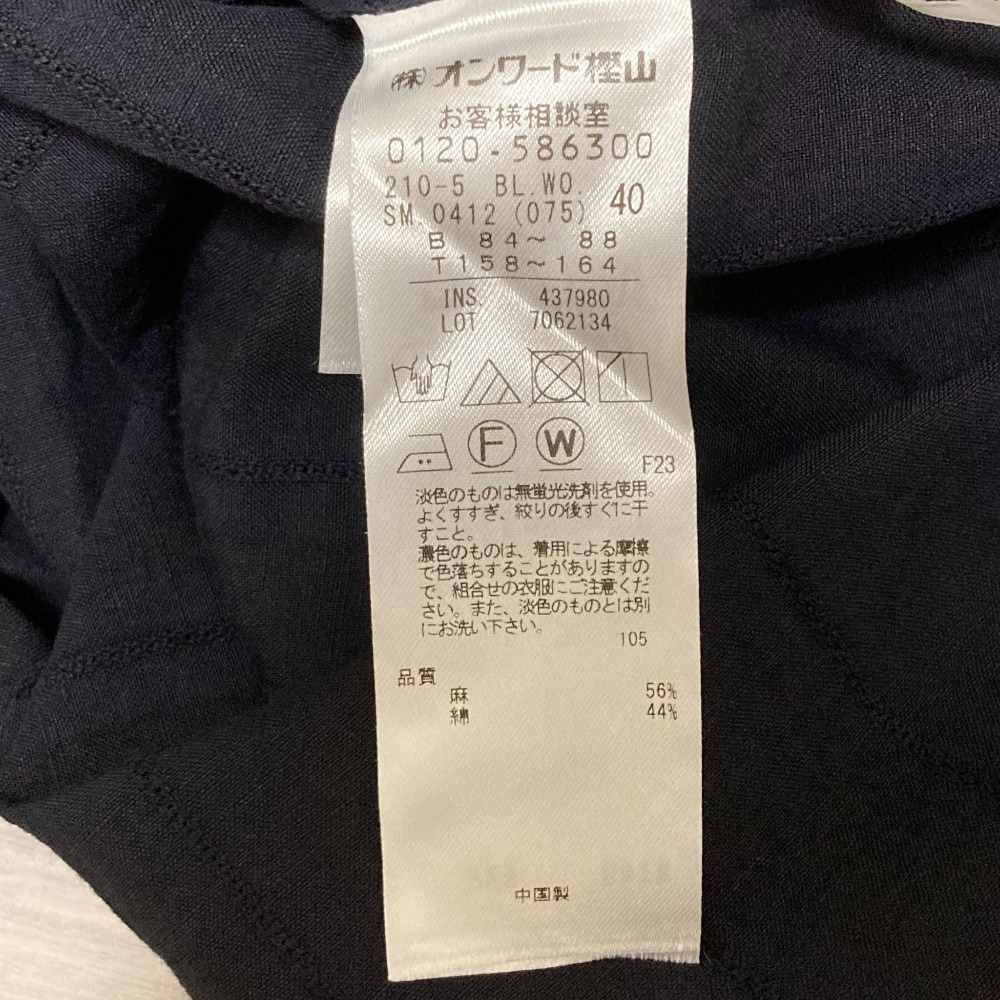 (株)オンワード樫山
お客様相談室
0120-586300
210-5 BL.WO. 40
SM.0412 (075)
B 84～ 88
T158～164
INS. 437980
LOT 7062134
F W
F23
淡色のものは無蛍光洗剤を使用。
よくすすぎ、絞りの後すぐに干
すこと。
濃色のものは、着用による摩擦
で色落ちすることがありますの
で、組合せの衣服にご注意くだ
さい。また、淡色のものとは別
にお洗い下さい。
105
品質
麻 56%
綿 44%
中国製